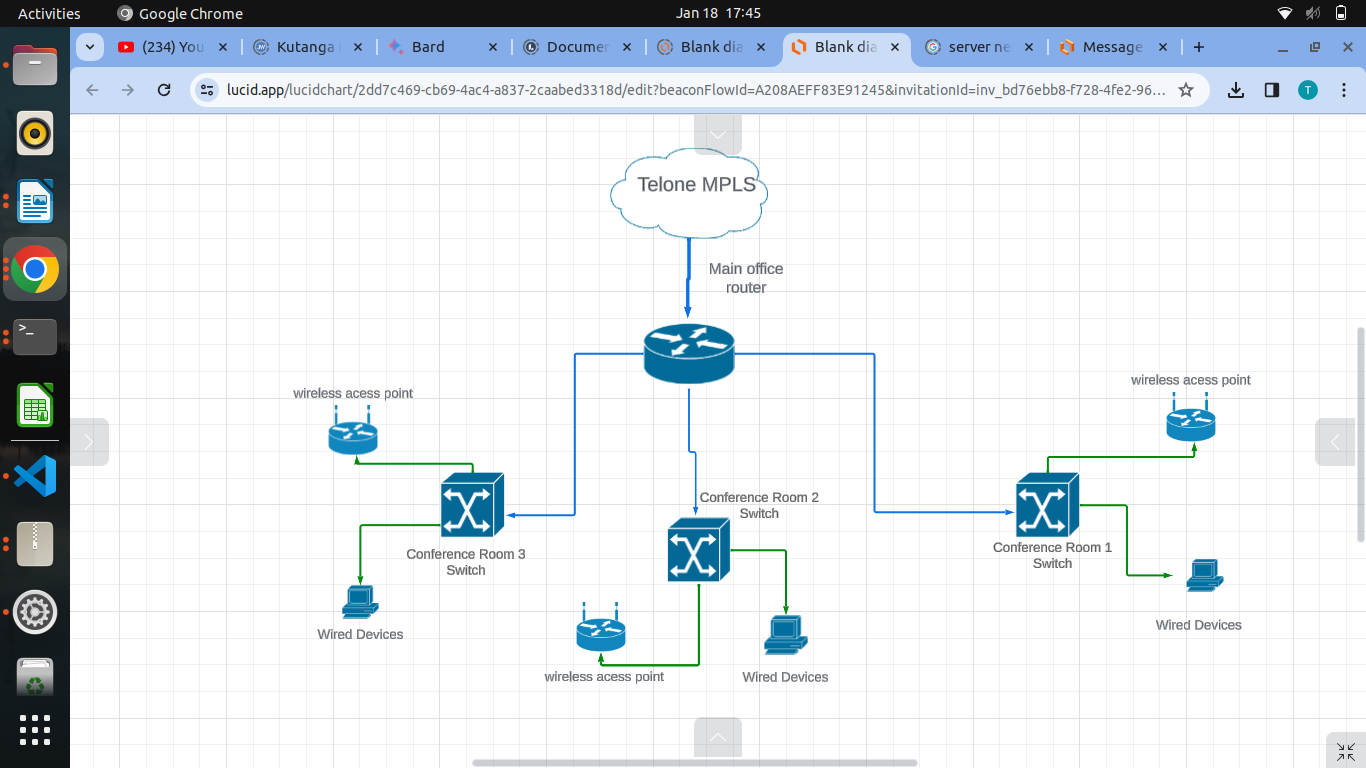 Activities
Google Chrome
Jan 18 17:45
(234) You
Kutanga
Bard
Documen
Blank dia
Blank dia
server ne
Message
lucid.app/lucidchart/2dd7c469-cb69-4ac4-a837-2caabed3318d/edit?beaconFlowId=A208AEFF83E91245&invitationId=inv_bd76ebb8-f728-4fe2-96...
T
Telone MPLS
Main office
router
wireless acess point
wireless acess point
Conference Room 2
Switch
Conference Room 3
Switch
Conference Room 1
Switch
Wired Devices
Wired Devices
wireless acess point
Wired Devices